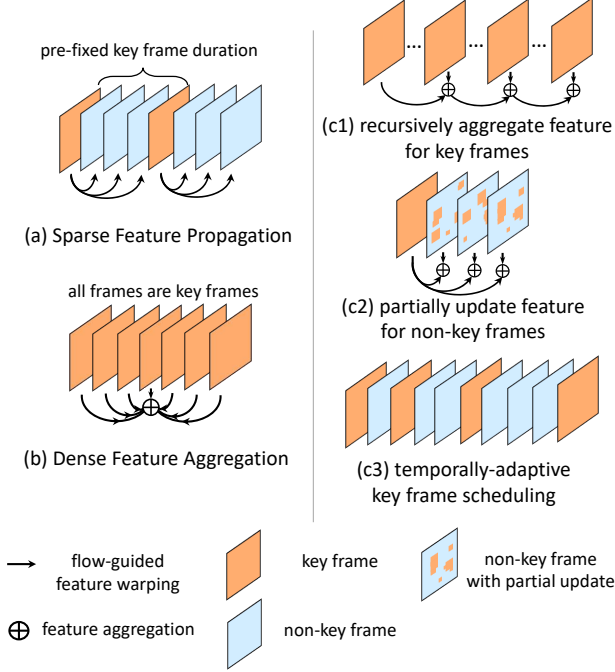 pre-fixed key frame duration
(a) Sparse Feature Propagation
all frames are key frames
(b) Dense Feature Aggregation
... ... ...
(c1) recursively aggregate feature
for key frames
(c2) partially update feature
for non-key frames
(c3) temporally-adaptive
key frame scheduling
flow-guided
feature warping
key frame
non-key frame
with partial update
feature aggregation
non-key frame